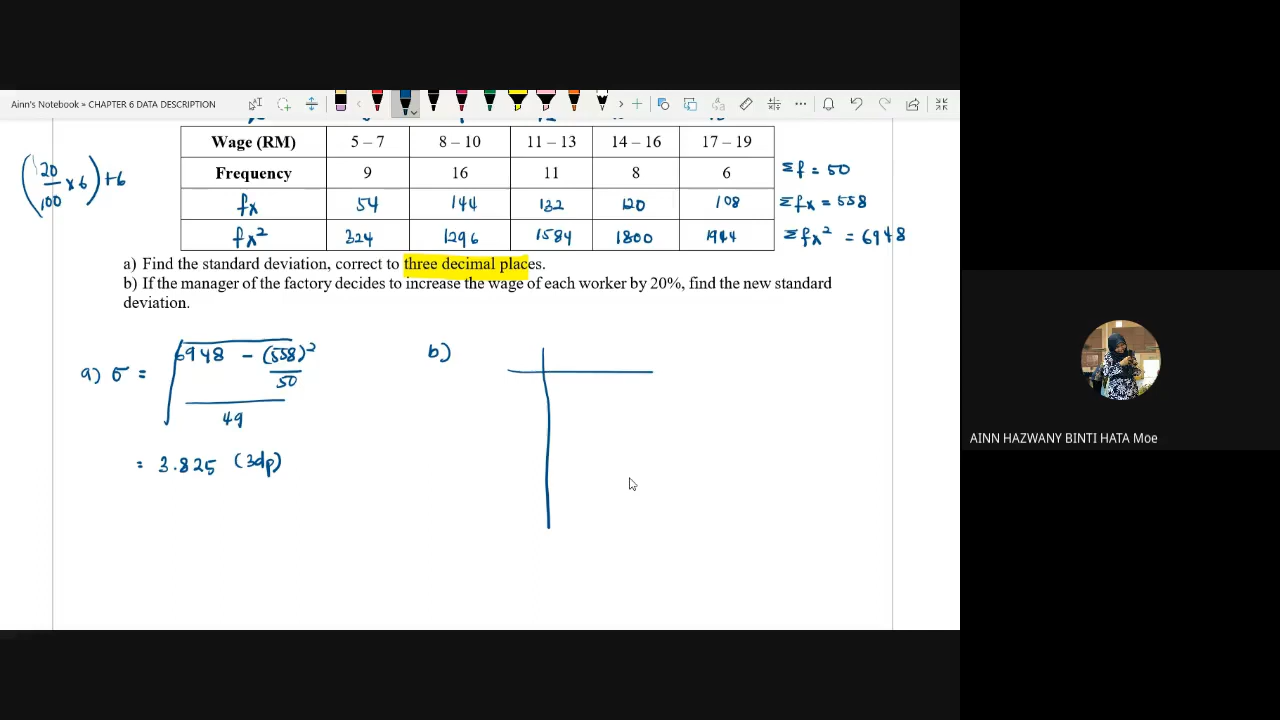 Ainn's Notebook > CHAPTER 6 DATA DESCRIPTION
Wage (RM) 5 – 7 8 – 10 11 – 13 14 – 16 17 – 19
Frequency 9 16 11 8 6 Σf = 50
fx 54 144 132 120 108 Σfx = 558
fx² 324 1296 1584 1800 1944 Σfx² = 6948
(20/100 × 6) + 6
a) Find the standard deviation, correct to three decimal places.
b) If the manager of the factory decides to increase the wage of each worker by 20%, find the new standard
deviation.
a) σ = √((6948 – (558)²/50)/49)
= 3.825 (3dp)
b)
AINN HAZWANY BINTI HATA Moe